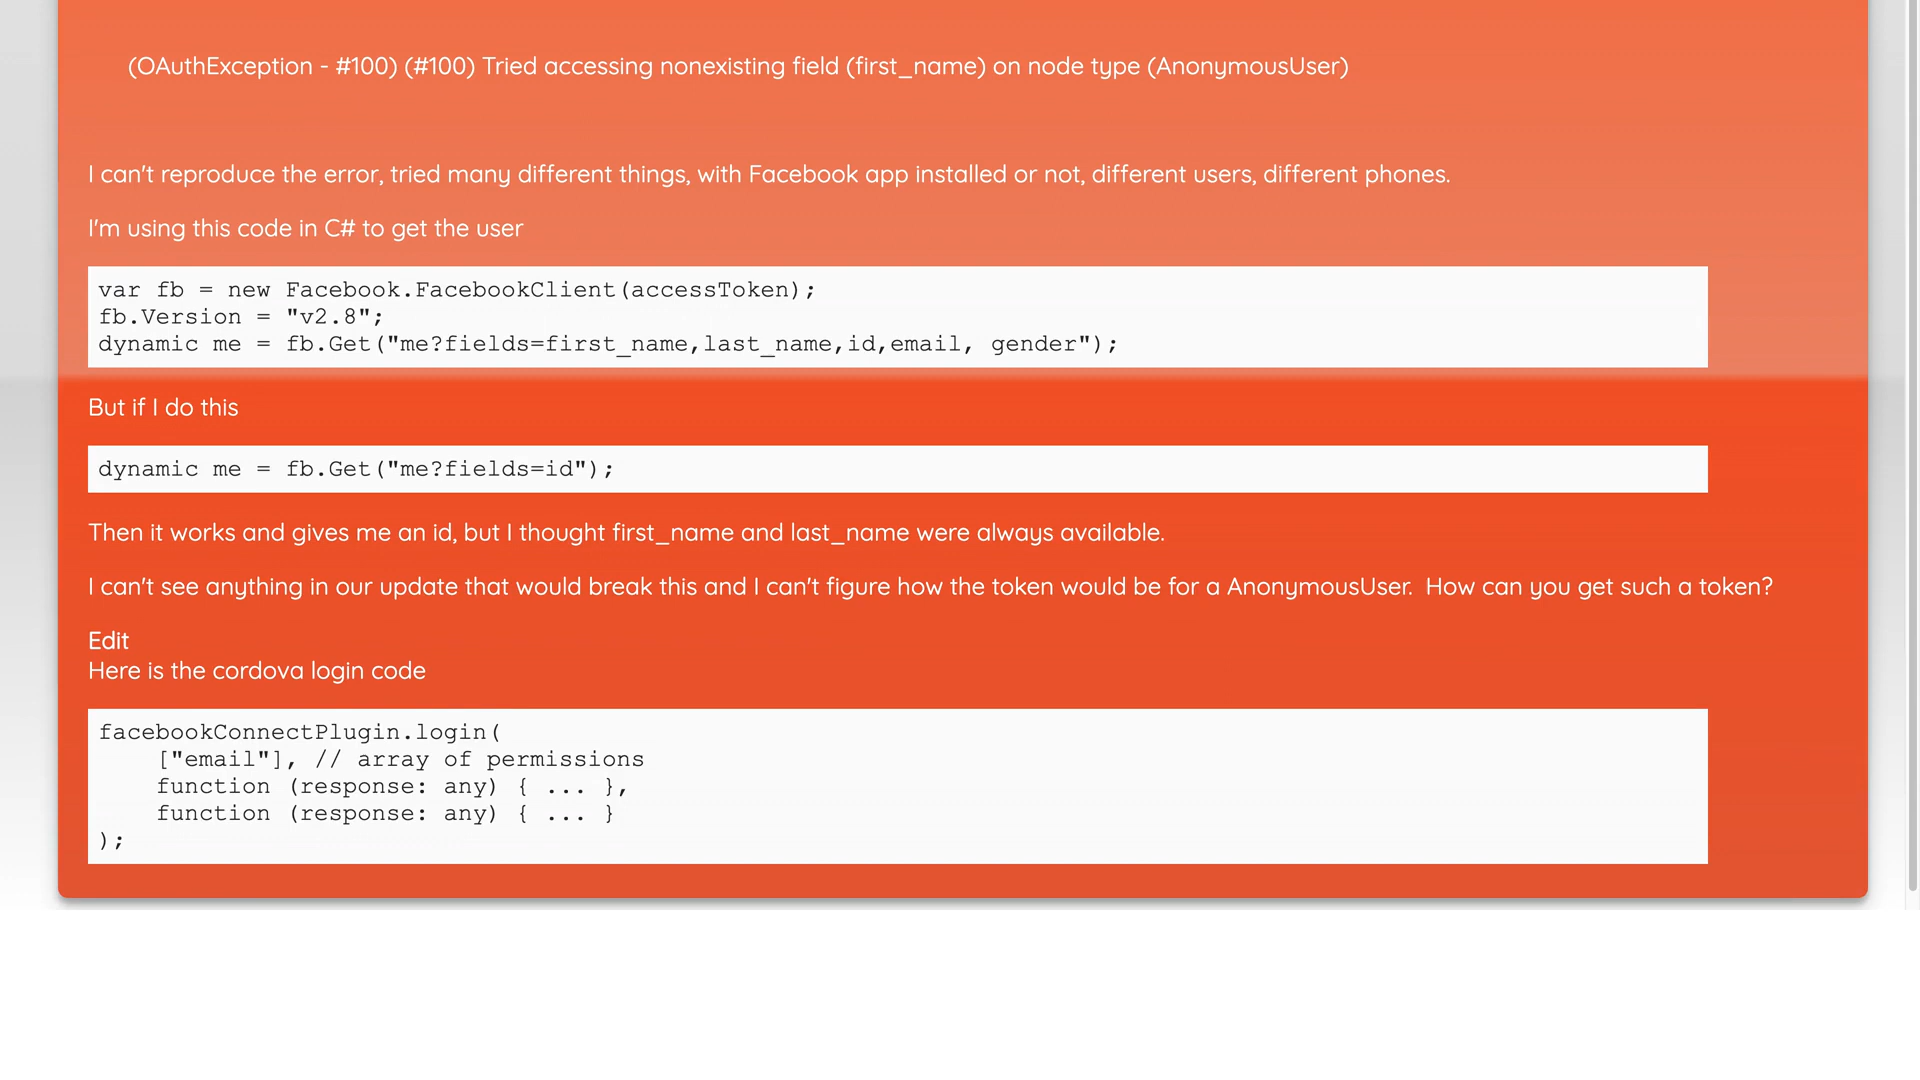 (OAuthException - #100) (#100) Tried accessing nonexisting field (first_name) on node type (AnonymousUser)
I can't reproduce the error, tried many different things, with Facebook app installed or not, different users, different phones.
I'm using this code in C# to get the user
var fb = new Facebook.FacebookClient(accessToken);
fb.Version = "v2.8";
dynamic me = fb.Get("me?fields=first_name,last_name,id,email, gender");
But if I do this
dynamic me = fb.Get("me?fields=id");
Then it works and gives me an id, but I thought first_name and last_name were always available.
I can't see anything in our update that would break this and I can't figure how the token would be for a AnonymousUser.  How can you get such a token?
Edit
Here is the cordova login code
facebookConnectPlugin.login(
    ["email"], // array of permissions
    function (response: any) { ... },
    function (response: any) { ... }
);